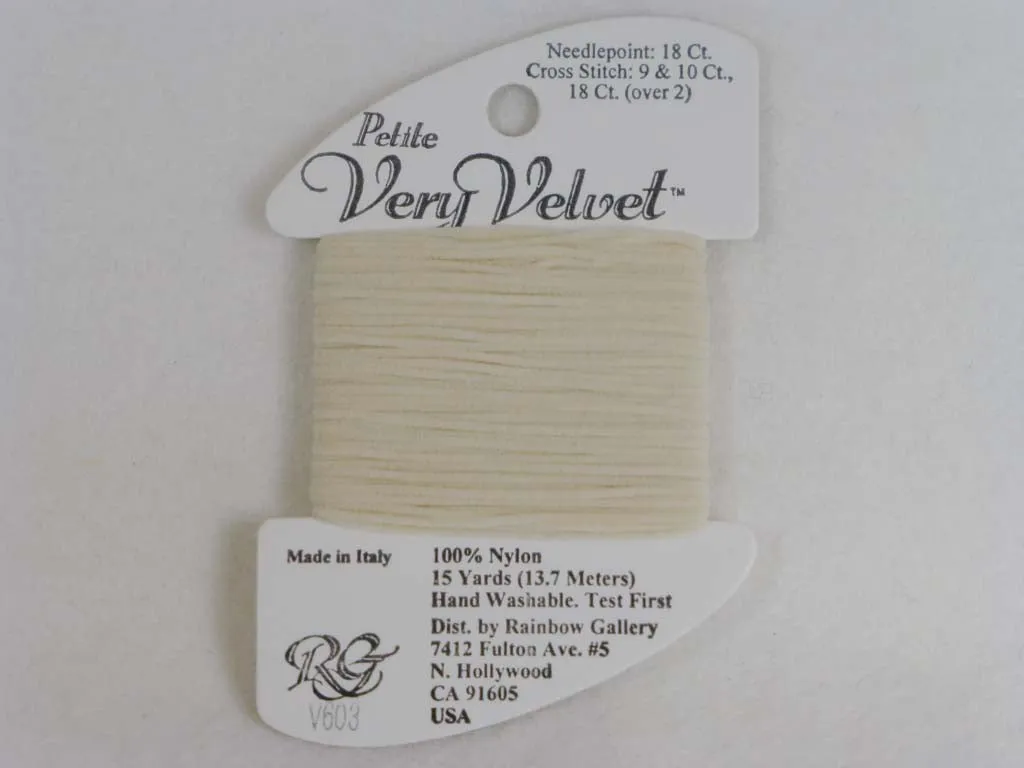 Needlepoint: 18 Ct.
Cross Stitch: 9 & 10 Ct.,
18 Ct. (over 2)
Petite
Very Velvet™
Made in Italy
100% Nylon
15 Yards (13.7 Meters)
Hand Washable. Test First
Dist. by Rainbow Gallery
7412 Fulton Ave. #5
N. Hollywood
CA 91605
USA
RG
V603